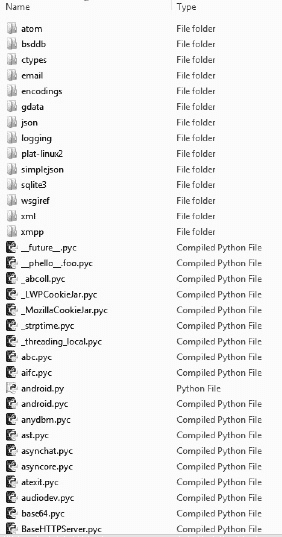 Name Type
atom File folder
bsddb File folder
ctypes File folder
email File folder
encodings File folder
gdata File folder
json File folder
logging File folder
plat-linux2 File folder
simplejson File folder
sqlite3 File folder
wsgiref File folder
xml File folder
xmpp File folder
__future__.pyc Compiled Python File
__phello__.foo.pyc Compiled Python File
_abcoll.pyc Compiled Python File
_LWPCookieJar.pyc Compiled Python File
_MozillaCookieJar.pyc Compiled Python File
_strptime.pyc Compiled Python File
_threading_local.pyc Compiled Python File
abc.pyc Compiled Python File
aifc.pyc Compiled Python File
android.py Python File
android.pyc Compiled Python File
anydbm.pyc Compiled Python File
ast.pyc Compiled Python File
asynchat.pyc Compiled Python File
asyncore.pyc Compiled Python File
atexit.pyc Compiled Python File
audiodev.pyc Compiled Python File
base64.pyc Compiled Python File
BaseHTTPServer.pyc Compiled Python File